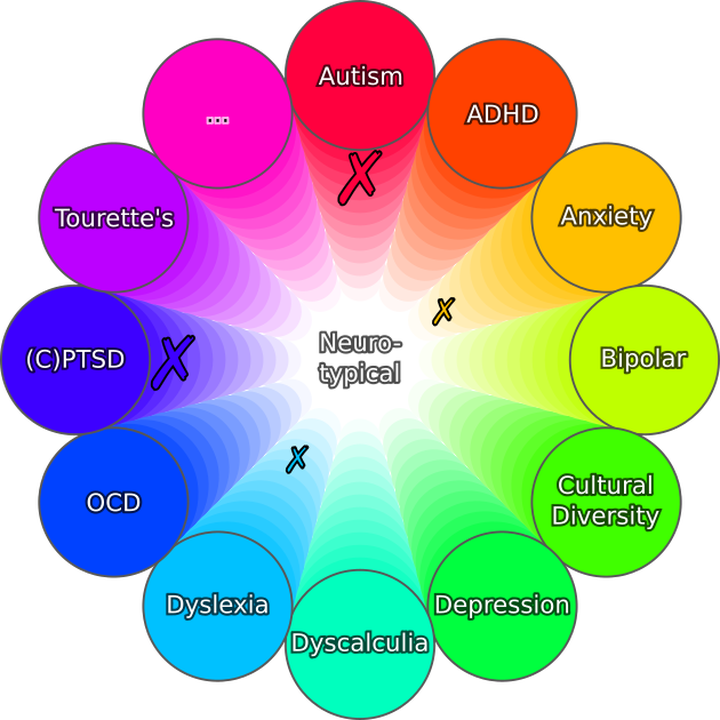 Autism
ADHD
...
Anxiety
Tourette's
Neuro-
typical
(C)PTSD
Bipolar
OCD
Cultural
Diversity
Dyslexia
Depression
Dyscalculia